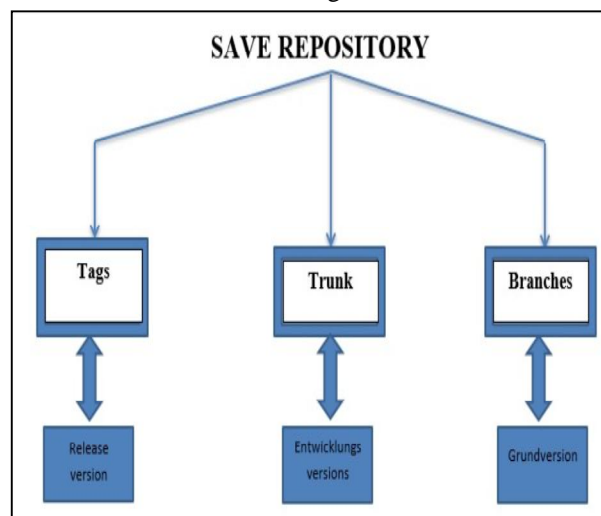 SAVE REPOSITORY
Tags
Trunk
Branches
Release
version
Entwicklungs
versions
Grundversion